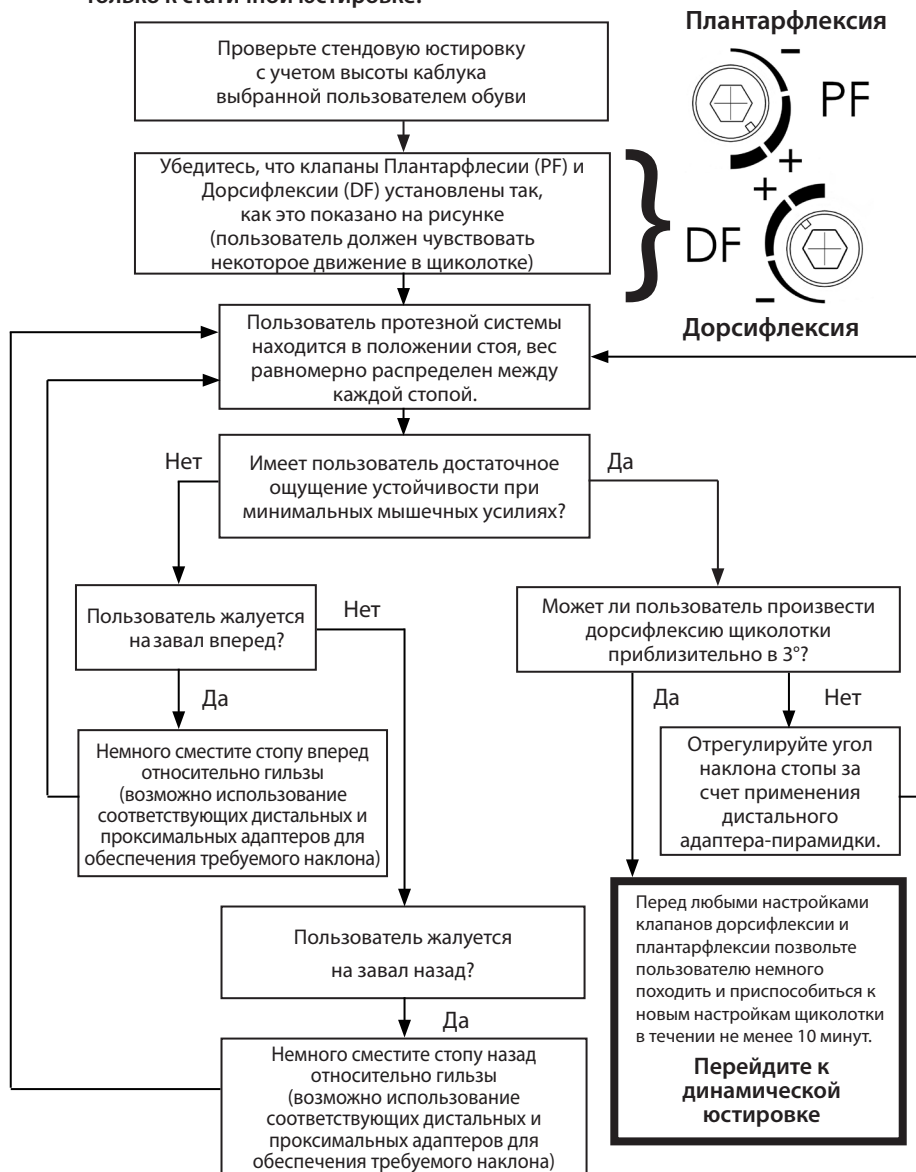 только к статичной юстировке.
Плантарфлексия
Проверьте стендовую юстировку
с учетом высоты каблука
выбранной пользователем обуви
–
PF
+
Убедитесь, что клапаны Плантарфлесии (PF) и
Дорсифлексии (DF) установлены так,
как это показано на рисунке
(пользователь должен чувствовать
некоторое движение в щиколотке)
}
+
DF
–
Дорсифлексия
Пользователь протезной системы
находится в положении стоя, вес
равномерно распределен между
каждой стопой.
Нет
Имеет пользователь достаточное
ощущение устойчивости при
минимальных мышечных усилиях?
Да
Пользователь жалуется
на завал вперед?
Нет
Может ли пользователь произвести
дорсифлексию щиколотки
приблизительно в 3°?
Да
Да
Нет
Немного сместите стопу вперед
относительно гильзы
(возможно использование
соответствующих дистальных и
проксимальных адаптеров для
обеспечения требуемого наклона)
Отрегулируйте угол
наклона стопы за
счет применения
дистального
адаптера-пирамидки.
Пользователь жалуется
на завал назад?
Да
Перед любыми настройками
клапанов дорсифлексии и
плантарфлексии позвольте
пользователю немного
походить и приспособиться к
новым настройкам щиколотки
в течении не менее 10 минут.
Перейдите к
динамической
юстировке
Немного сместите стопу назад
относительно гильзы
(возможно использование
соответствующих дистальных и
проксимальных адаптеров для
обеспечения требуемого наклона)